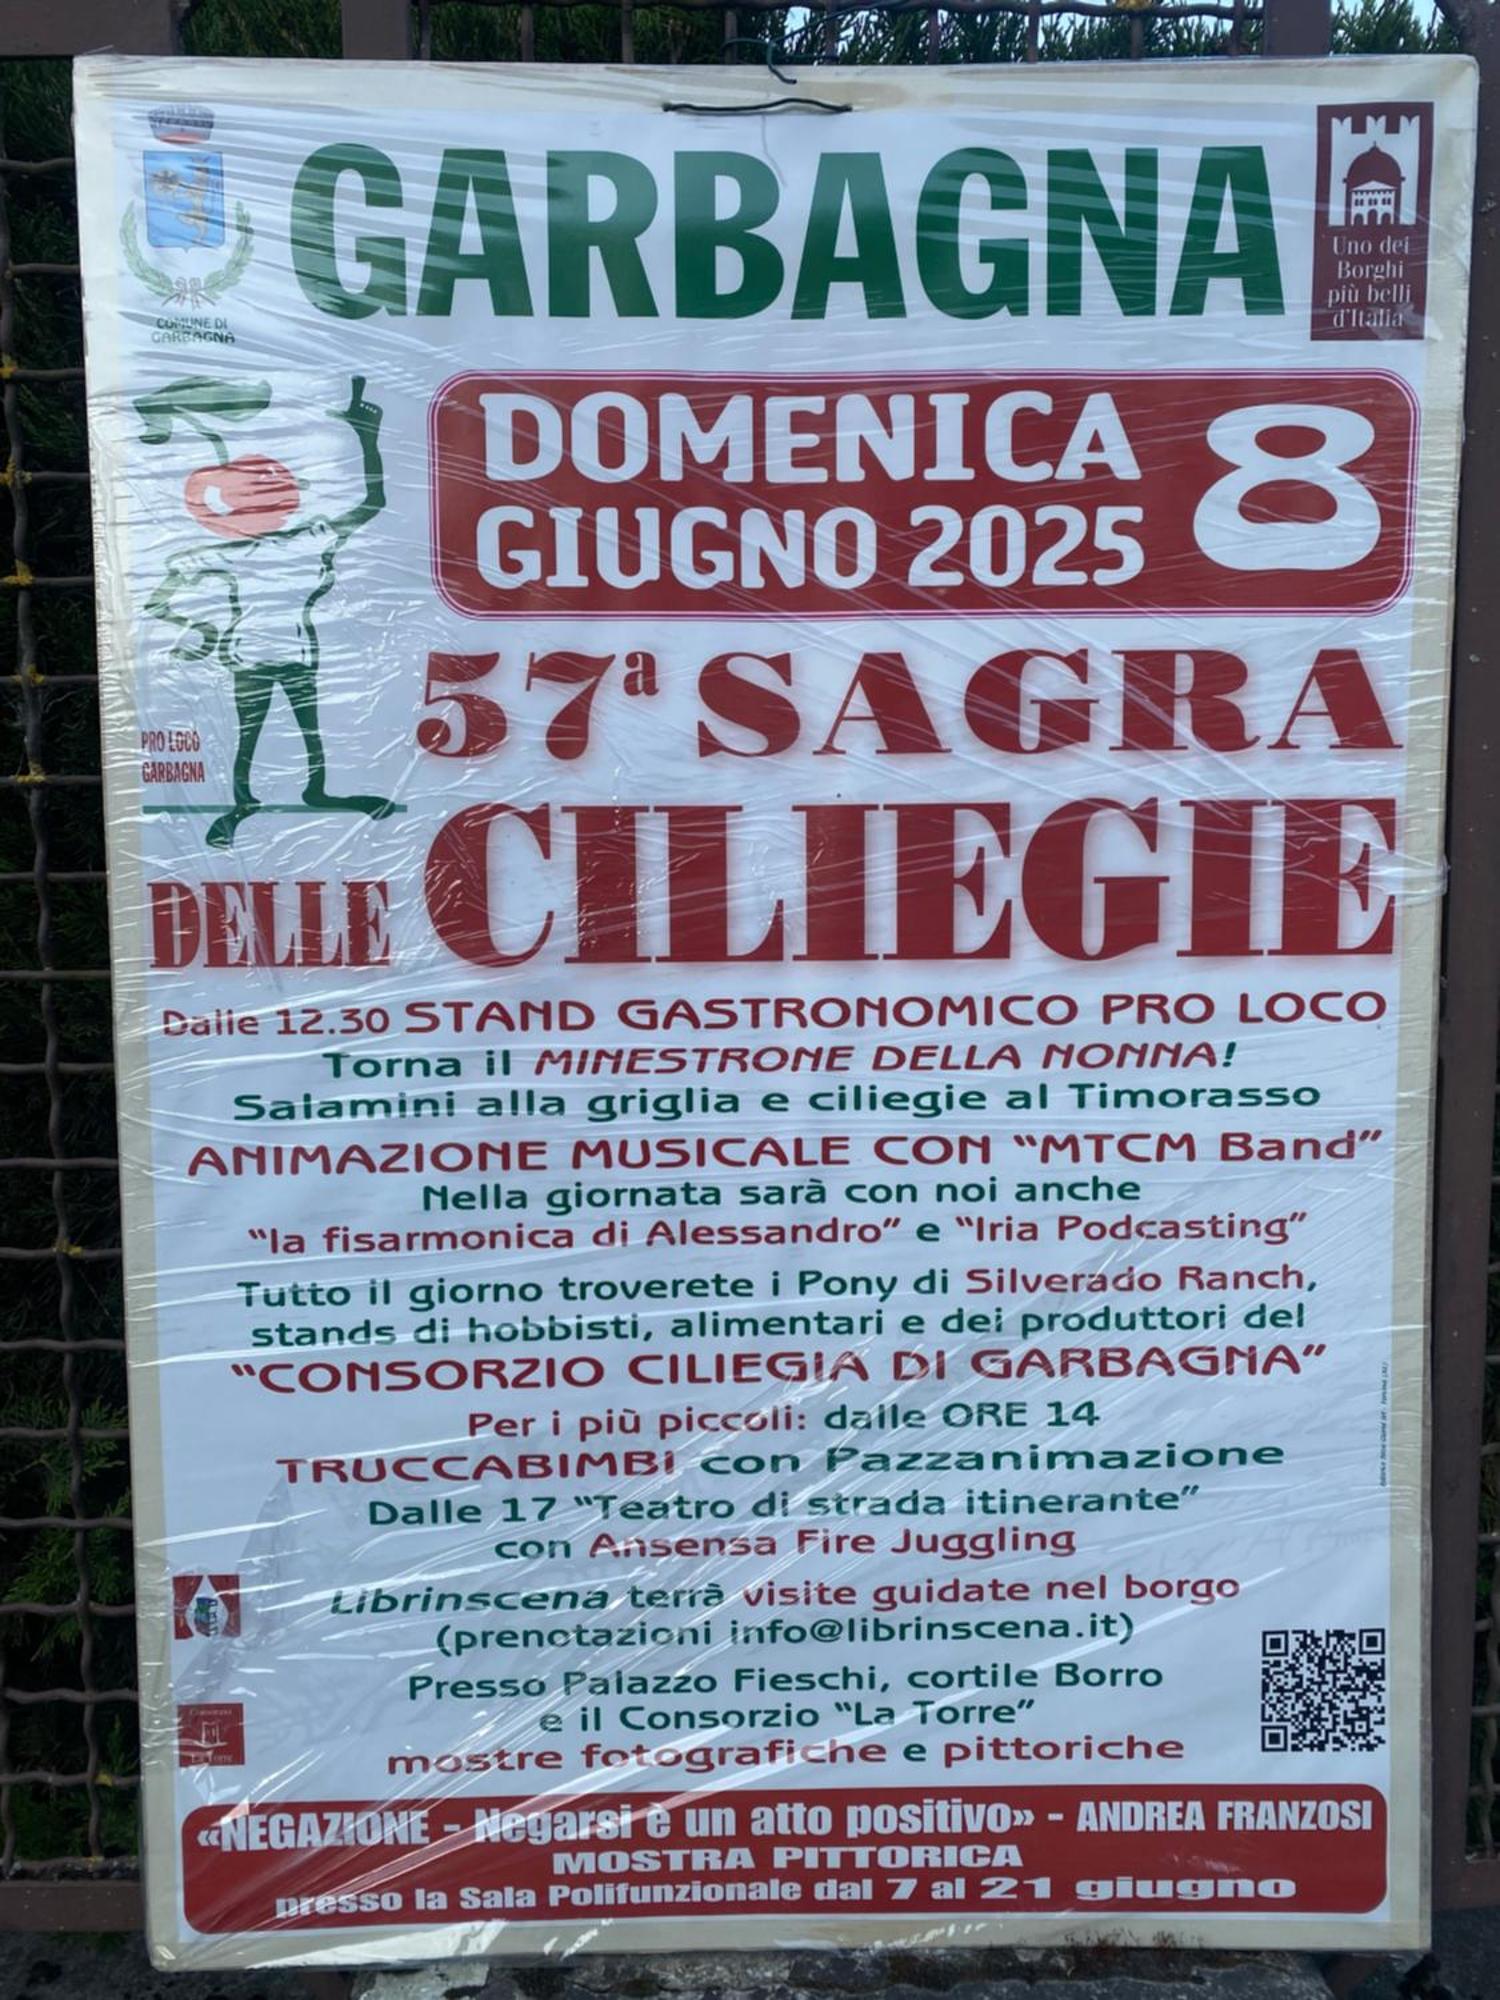 COMUNE DI
GARBAGNA
GARBAGNA
Uno dei
Borghi
più belli
d'Italia
DOMENICA
GIUGNO 2025
8
PRO LOCO
GARBAGNA
57ª SAGRA
DELLE CILIEGIE
Dalle 12.30 STAND GASTRONOMICO PRO LOCO
Torna il MINESTRONE DELLA NONNA!
Salamini alla griglia e ciliegie al Timorasso
ANIMAZIONE MUSICALE CON "MTCM Band"
Nella giornata sarà con noi anche
"la fisarmonica di Alessandro" e "Iria Podcasting"
Tutto il giorno troverete i Pony di Silverado Ranch,
stands di hobbisti, alimentari e dei produttori del
"CONSORZIO CILIEGIA DI GARBAGNA"
Per i più piccoli: dalle ORE 14
TRUCCABIMBI con Pazzanimazione
Dalle 17 "Teatro di strada itinerante"
con Ansensa Fire Juggling
Librinscena terrà visite guidate nel borgo
(prenotazioni info@librinscena.it)
Presso Palazzo Fieschi, cortile Borro
e il Consorzio "La Torre"
mostre fotografiche e pittoriche
Consorzio
La Torre
«NEGAZIONE - Negarsi è un atto positivo» - ANDREA FRANZOSI
MOSTRA PITTORICA
presso la Sala Polifunzionale dal 7 al 21 giugno